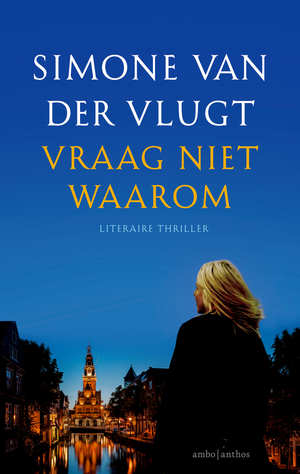 SIMONE VAN
DER VLUGT
VRAAG NIET
WAAROM
LITERAIRE THRILLER
ambo|anthos